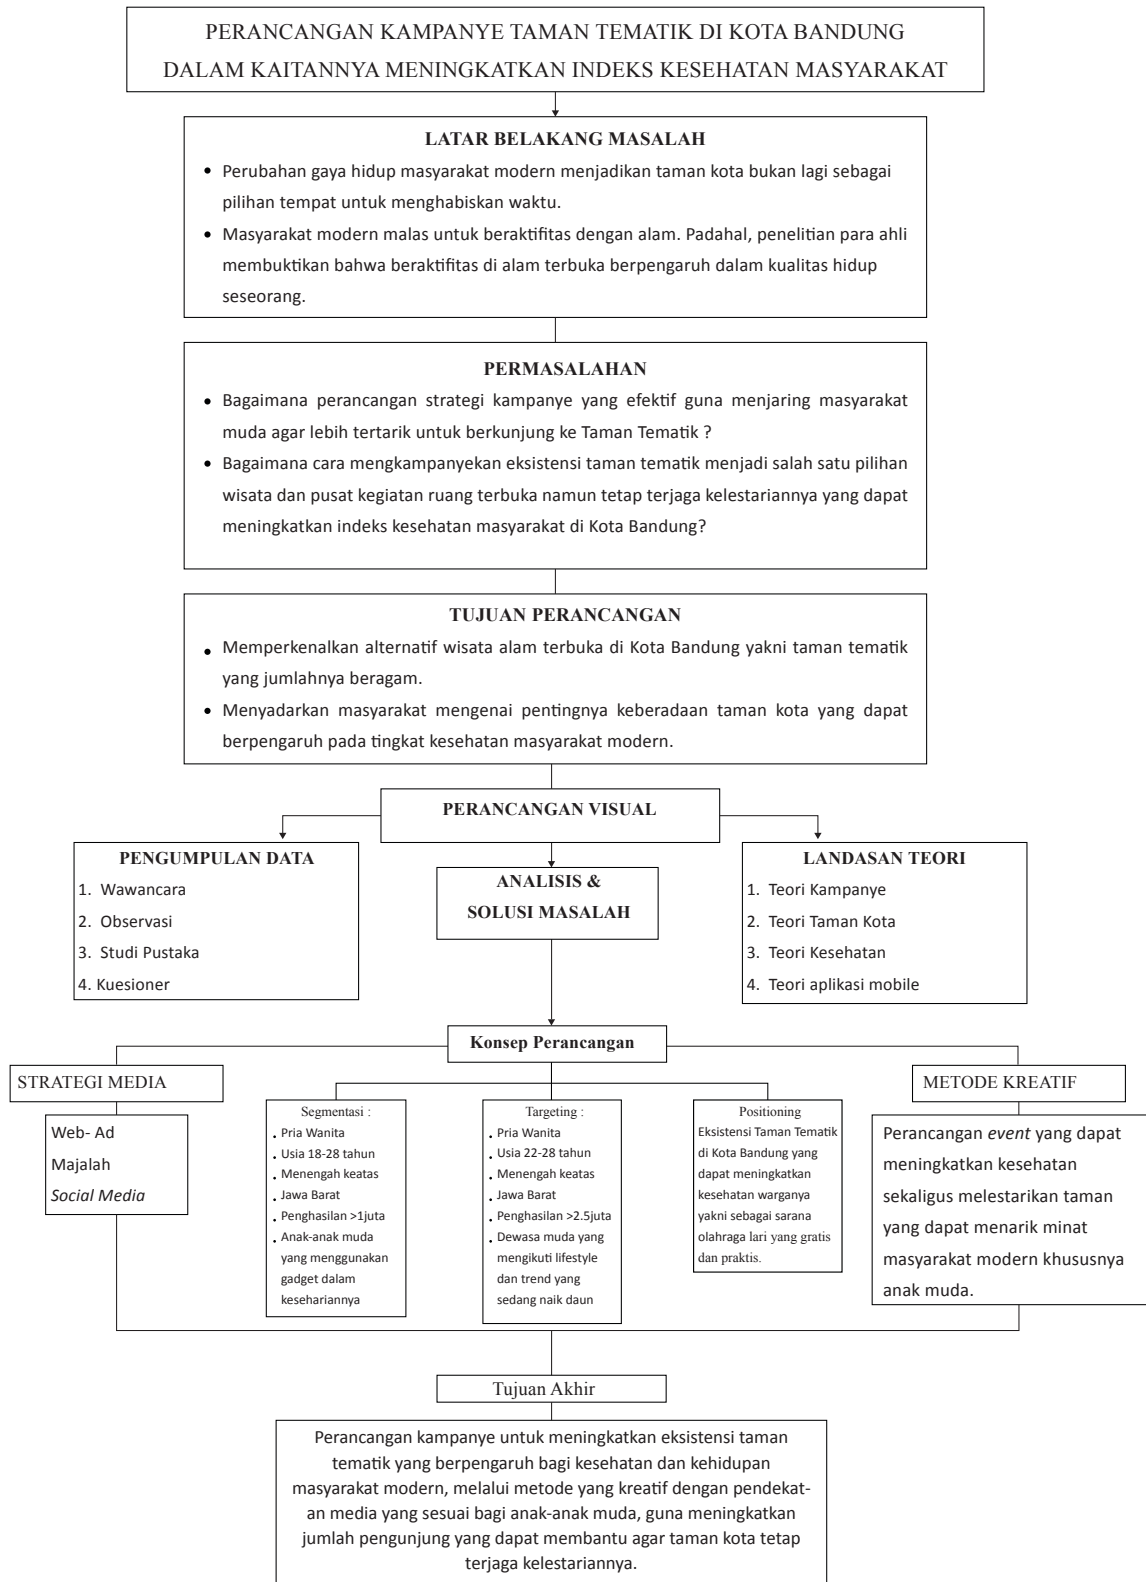 PERANCANGAN KAMPANYE TAMAN TEMATIK DI KOTA BANDUNG
DALAM KAITANNYA MENINGKATKAN INDEKS KESEHATAN MASYARAKAT
LATAR BELAKANG MASALAH
• Perubahan gaya hidup masyarakat modern menjadikan taman kota bukan lagi sebagai
pilihan tempat untuk menghabiskan waktu.
• Masyarakat modern malas untuk beraktifitas dengan alam. Padahal, penelitian para ahli
membuktikan bahwa beraktifitas di alam terbuka berpengaruh dalam kualitas hidup
seseorang.
PERMASALAHAN
• Bagaimana perancangan strategi kampanye yang efektif guna menjaring masyarakat
muda agar lebih tertarik untuk berkunjung ke Taman Tematik ?
• Bagaimana cara mengkampanyekan eksistensi taman tematik menjadi salah satu pilihan
wisata dan pusat kegiatan ruang terbuka namun tetap terjaga kelestariannya yang dapat
meningkatkan indeks kesehatan masyarakat di Kota Bandung?
TUJUAN PERANCANGAN
• Memperkenalkan alternatif wisata alam terbuka di Kota Bandung yakni taman tematik
yang jumlahnya beragam.
• Menyadarkan masyarakat mengenai pentingnya keberadaan taman kota yang dapat
berpengaruh pada tingkat kesehatan masyarakat modern.
PERANCANGAN VISUAL
PENGUMPULAN DATA
1. Wawancara
2. Observasi
3. Studi Pustaka
4. Kuesioner
ANALISIS &
SOLUSI MASALAH
LANDASAN TEORI
1. Teori Kampanye
2. Teori Taman Kota
3. Teori Kesehatan
4. Teori aplikasi mobile
Konsep Perancangan
STRATEGI MEDIA
Web- Ad
Majalah
Social Media
Segmentasi :
• Pria Wanita
• Usia 18-28 tahun
• Menengah keatas
• Jawa Barat
• Penghasilan >1juta
• Anak-anak muda
yang menggunakan
gadget dalam
kesehariannya
Targeting :
• Pria Wanita
• Usia 22-28 tahun
• Menengah keatas
• Jawa Barat
• Penghasilan >2.5juta
• Dewasa muda yang
mengikuti lifestyle
dan trend yang
sedang naik daun
Positioning
Eksistensi Taman Tematik
di Kota Bandung yang
dapat meningkatkan
kesehatan warganya
yakni sebagai sarana
olahraga lari yang gratis
dan praktis.
METODE KREATIF
Perancangan event yang dapat
meningkatkan kesehatan
sekaligus melestarikan taman
yang dapat menarik minat
masyarakat modern khususnya
anak muda.
Tujuan Akhir
Perancangan kampanye untuk meningkatkan eksistensi taman
tematik yang berpengaruh bagi kesehatan dan kehidupan
masyarakat modern, melalui metode yang kreatif dengan pendekat-
an media yang sesuai bagi anak-anak muda, guna meningkatkan
jumlah pengunjung yang dapat membantu agar taman kota tetap
terjaga kelestariannya.